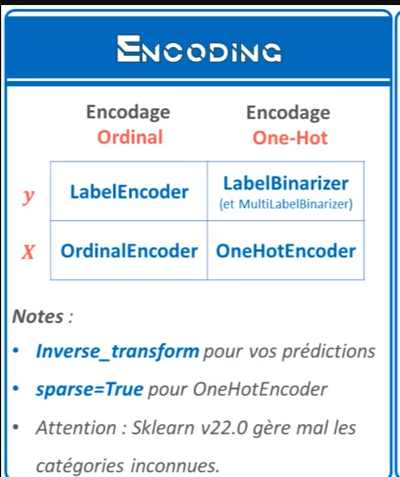 ENCODING
Encodage Encodage
Ordinal One-Hot
y LabelEncoder LabelBinarizer
(et MultiLabelBinarizer)
X OrdinalEncoder OneHotEncoder
Notes :
• Inverse_transform pour vos prédictions
• sparse=True pour OneHotEncoder
• Attention : Sklearn v22.0 gère mal les
catégories inconnues.